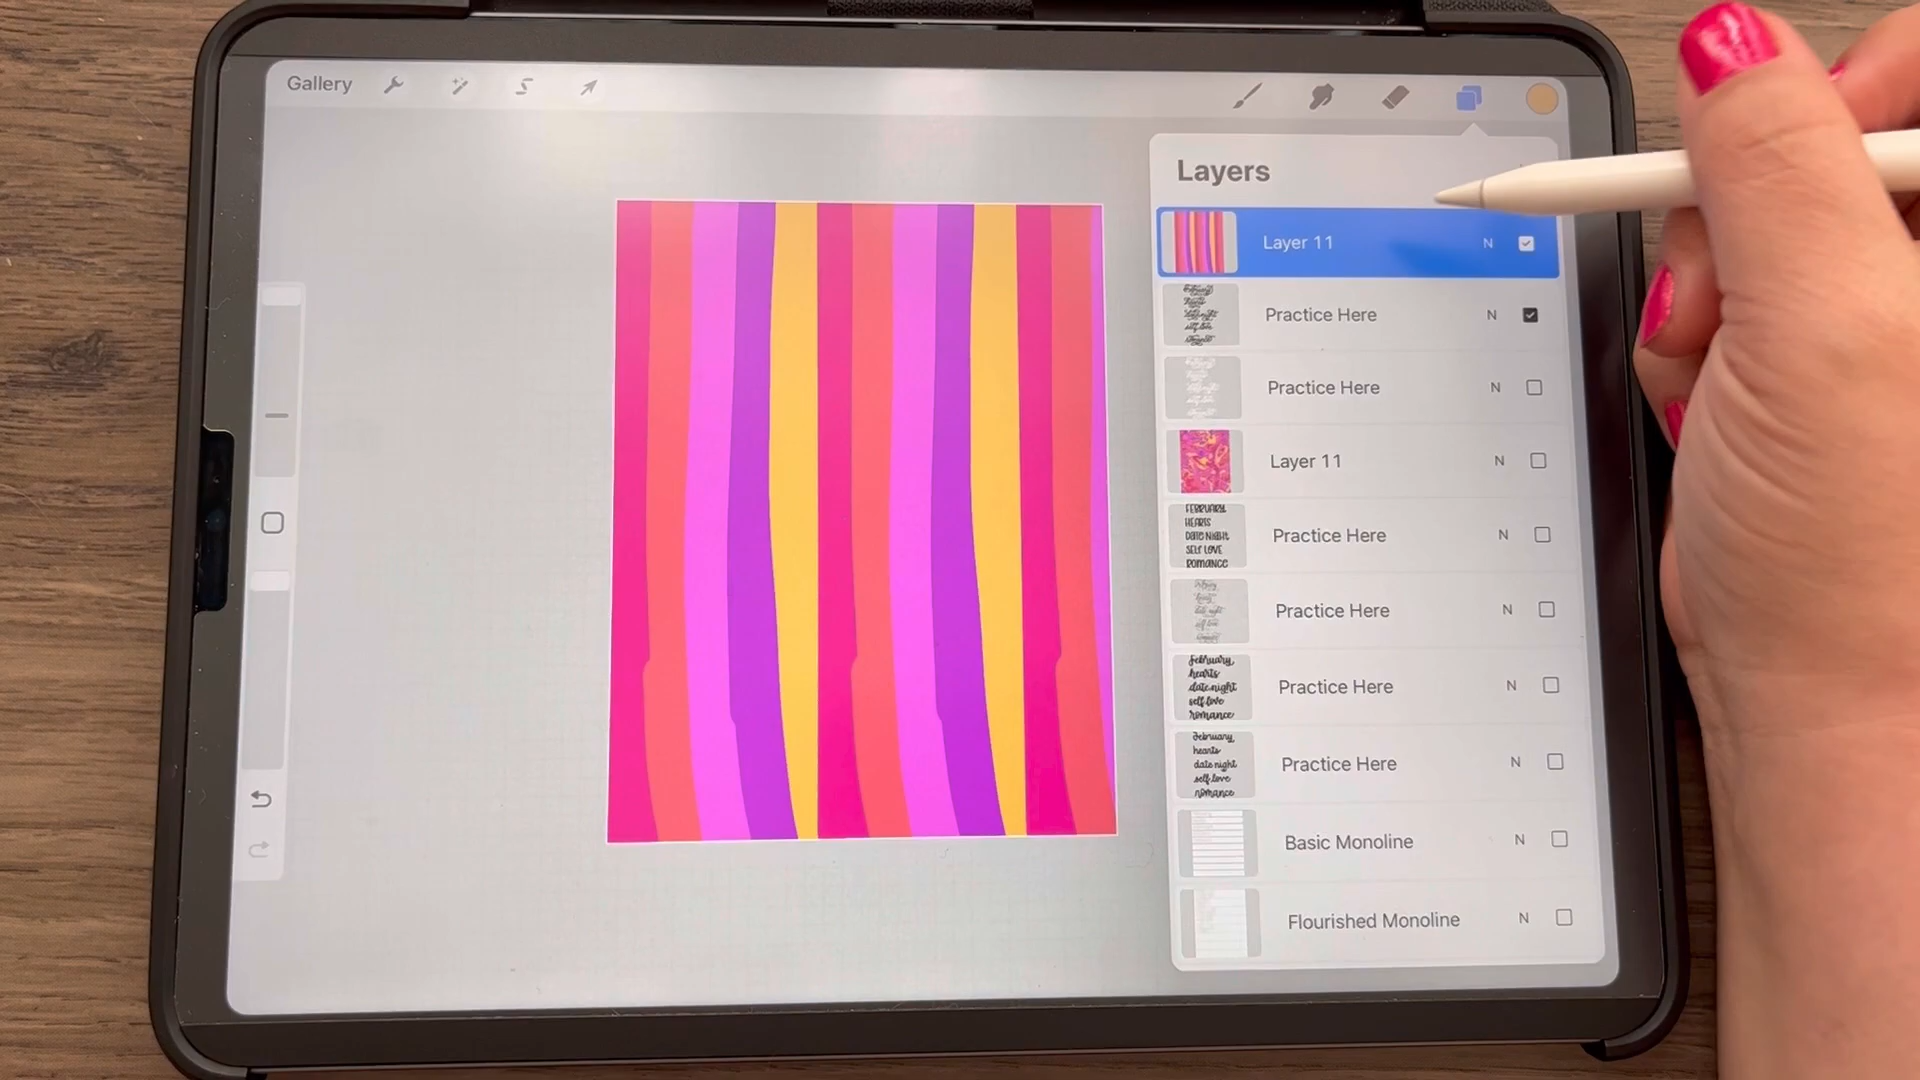 Gallery
Layers
Layer 11 N
Practice Here N
Practice Here N
Layer 11 N
FEBRUARY
HEARTS
DATE NIGHT
SELF LOVE
ROMANCE
Practice Here N
Practice Here N
February
hearts
date night
self love
romance
Practice Here N
February
hearts
date night
self love
romance
Practice Here N
Basic Monoline N
Flourished Monoline N